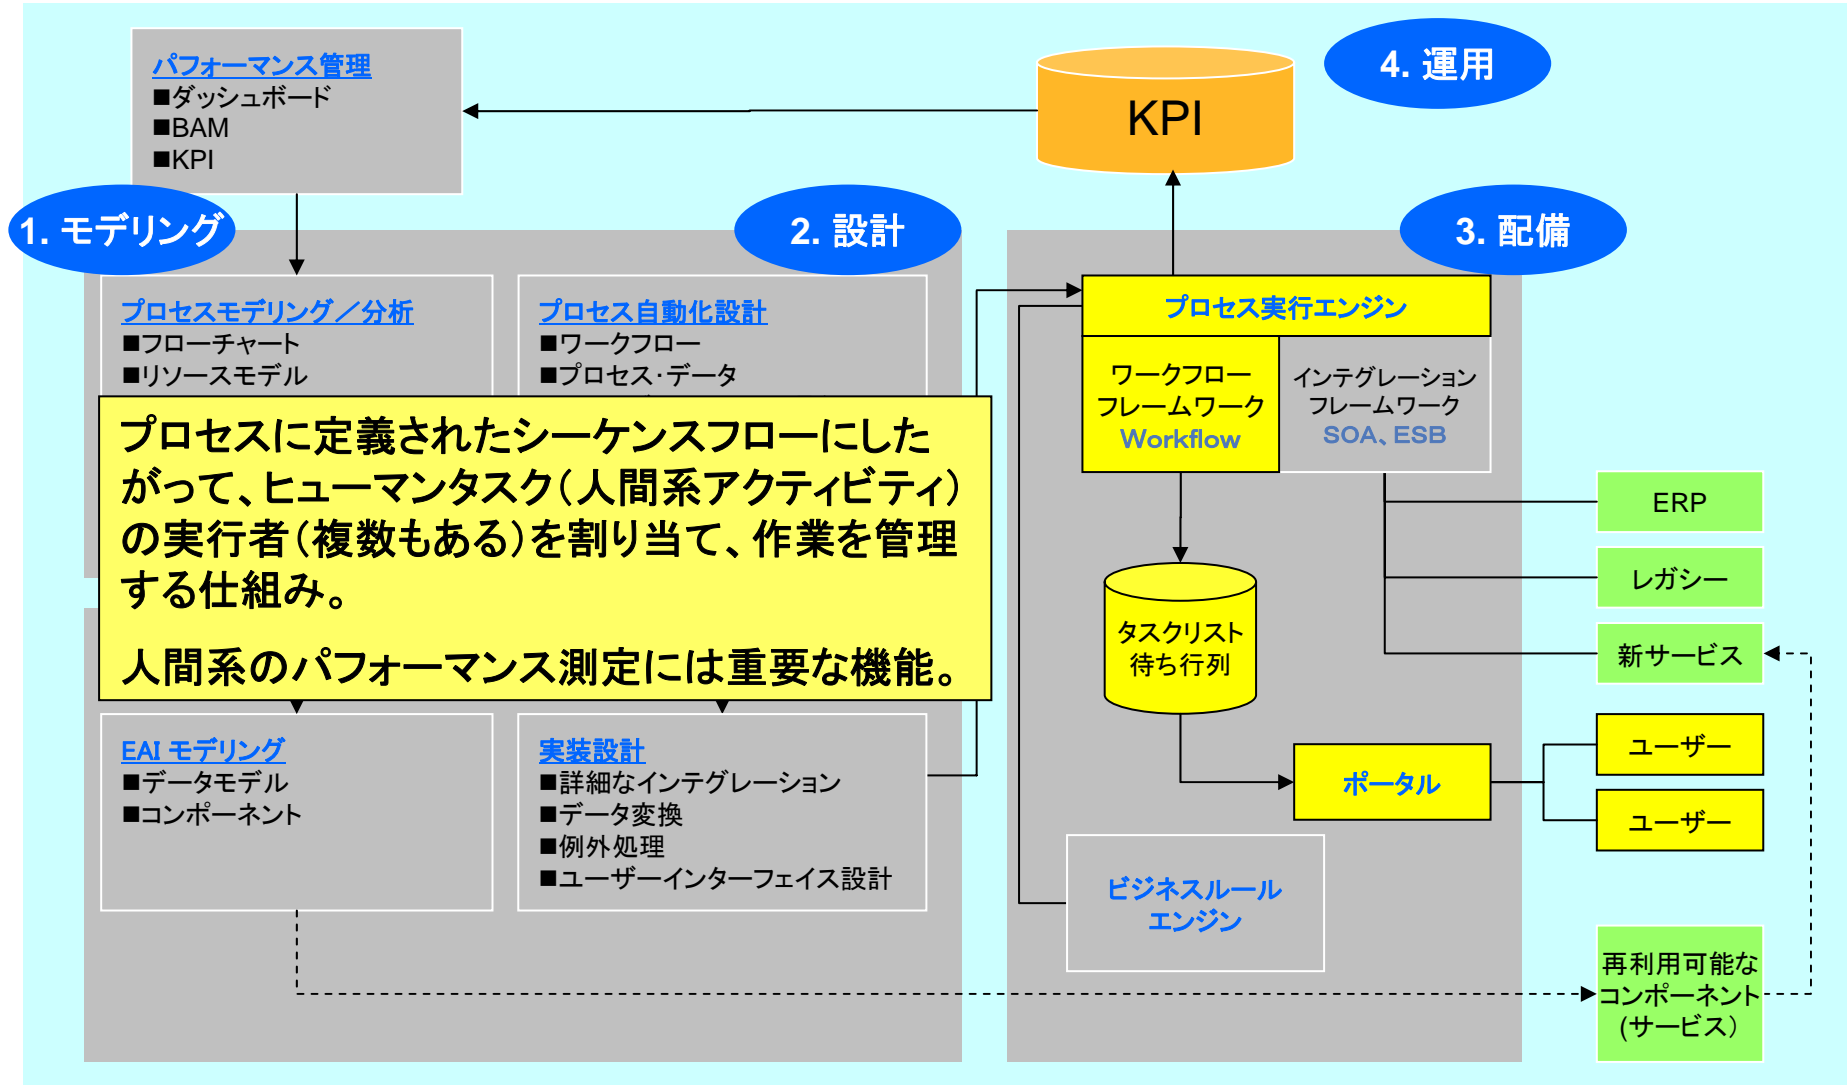 パフォーマンス管理
■ダッシュボード
■BAM
■KPI
KPI
4. 運用
1. モデリング
2. 設計
3. 配備
プロセスモデリング／分析
■フローチャート
■リソースモデル
プロセス自動化設計
■ワークフロー
■プロセス・データ
プロセスに定義されたシーケンスフローにした
がって、ヒューマンタスク（人間系アクティビティ）
の実行者（複数もある）を割り当て、作業を管理
する仕組み。
人間系のパフォーマンス測定には重要な機能。
EAI モデリング
■データモデル
■コンポーネント
実装設計
■詳細なインテグレーション
■データ変換
■例外処理
■ユーザーインターフェイス設計
プロセス実行エンジン
ワークフロー
フレームワーク
Workflow
インテグレーション
フレームワーク
SOA、ESB
タスクリスト
待ち行列
ポータル
ビジネスルール
エンジン
ERP
レガシー
新サービス
ユーザー
ユーザー
再利用可能な
コンポーネント
(サービス）